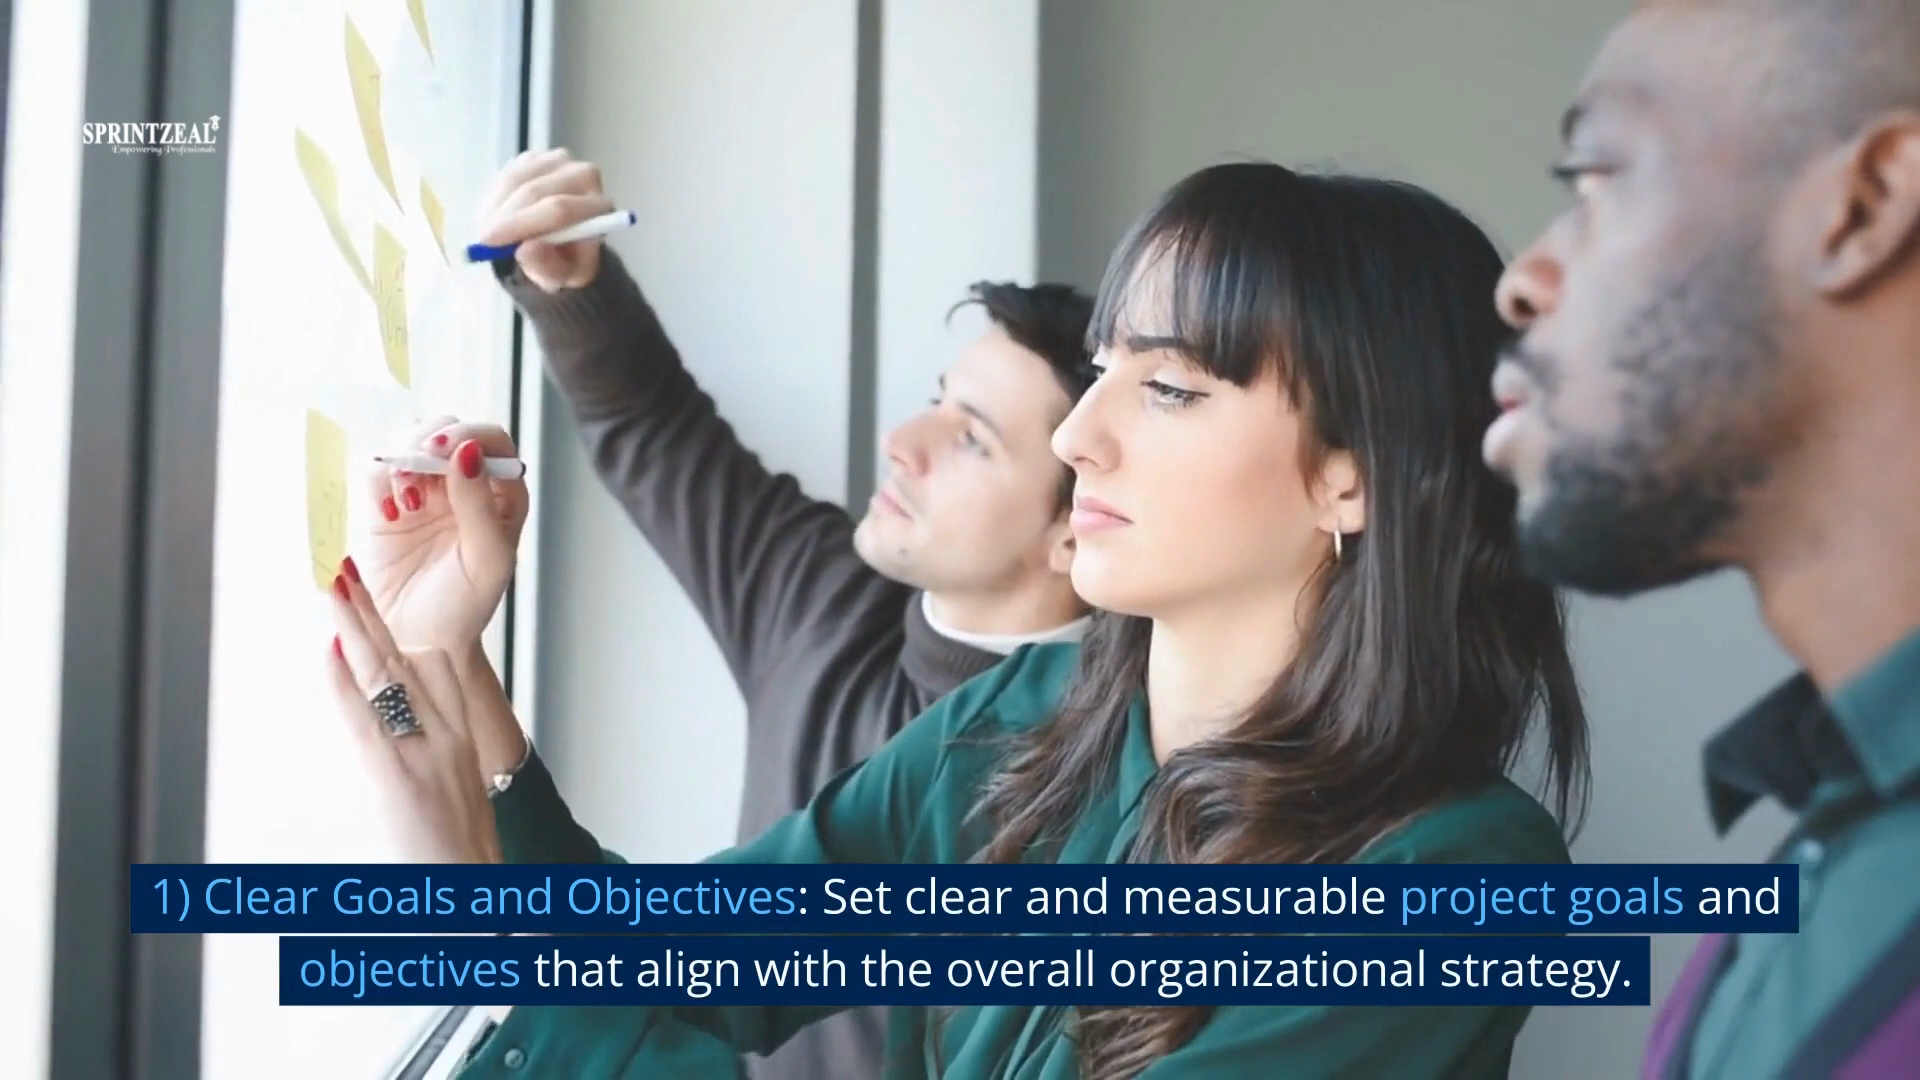 SPRINTZEAL
Empowering Professionals
1) Clear Goals and Objectives: Set clear and measurable project goals and
objectives that align with the overall organizational strategy.